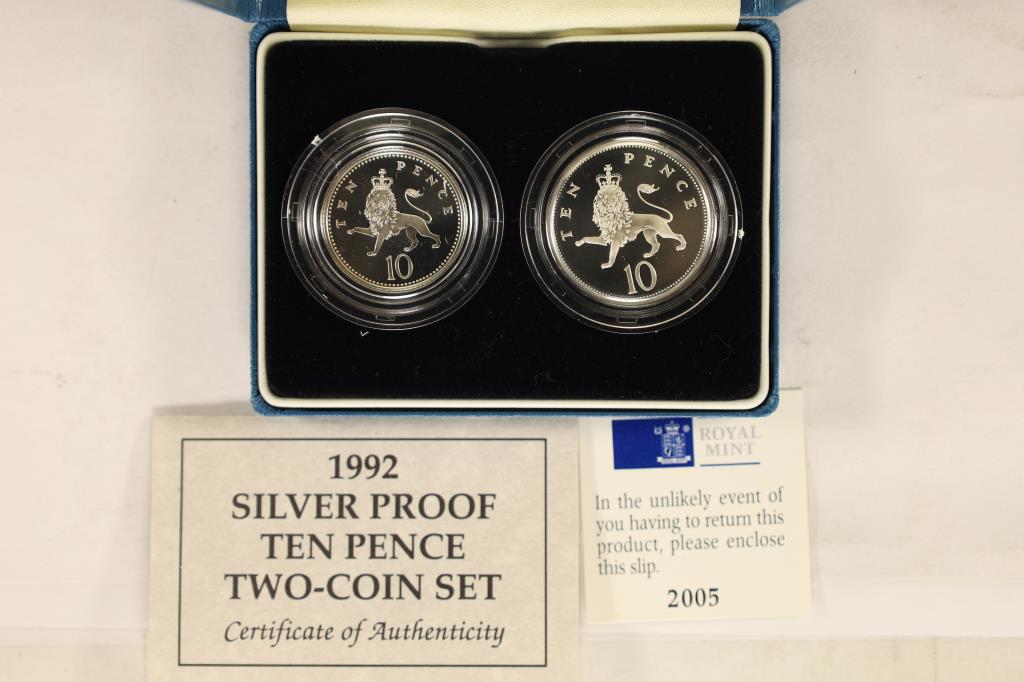 TEN PENCE
10
TEN PENCE
10
1992
SILVER PROOF
TEN PENCE
TWO-COIN SET
Certificate of Authenticity
ROYAL
MINT
In the unlikely event of
you having to return this
product, please enclose
this slip.
2005